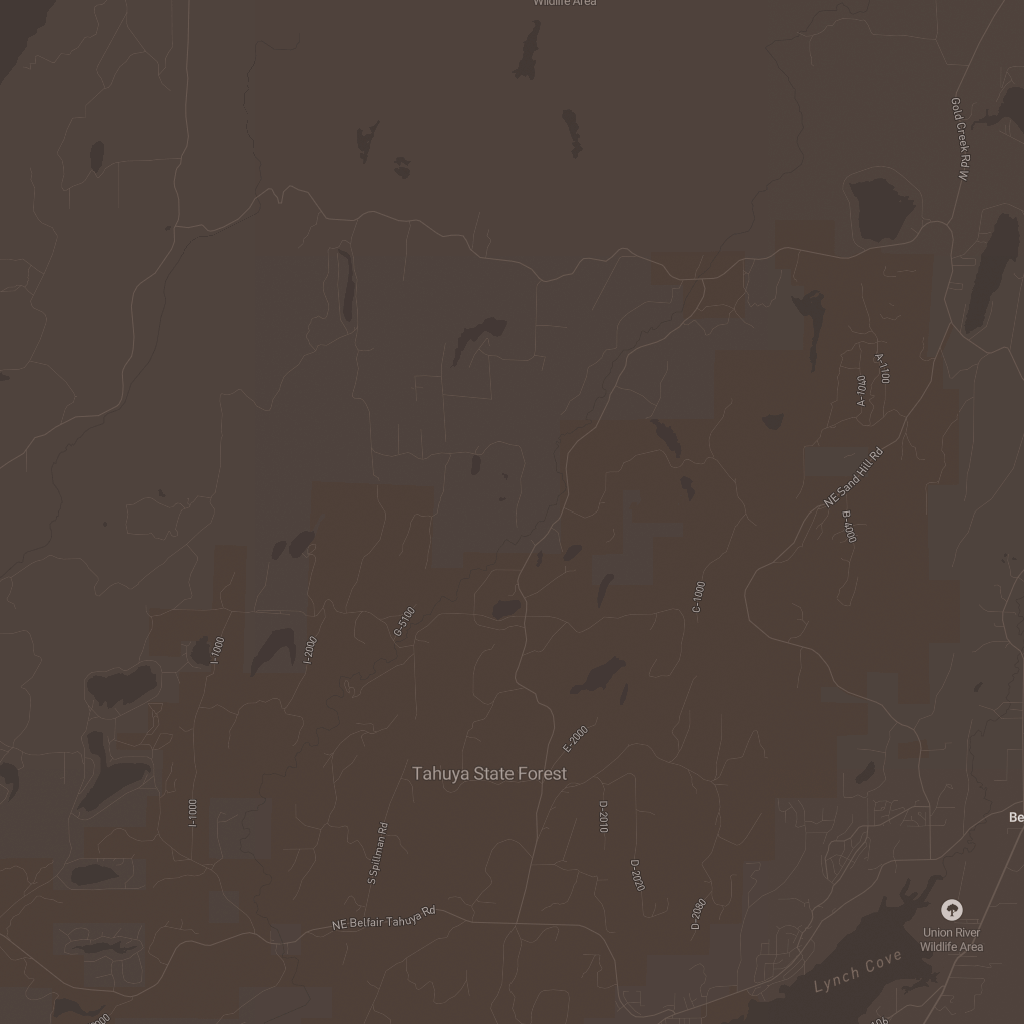 Wildlife Area
Gold Creek Rd W
A-1100
A-1040
NE Sand Hill Rd
B-4000
C-1000
G-5100
I-1000
I-2000
E-2000
Tahuya State Forest
I-1000
D-2010
S Spillman Rd
D-2020
D-2080
NE Belfair Tahuya Rd
Be
Union River
Wildlife Area
Lynch Cove